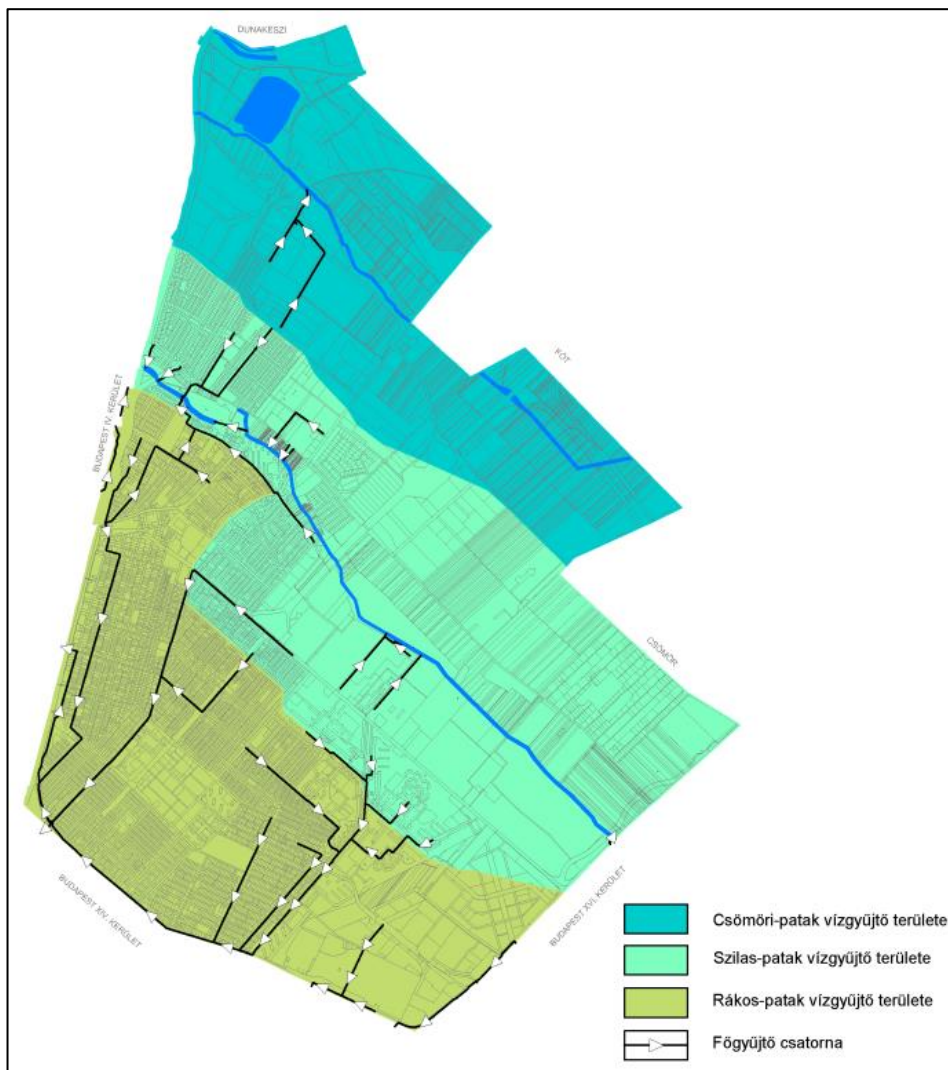 DUNAKESZI
KÓT
BUDAPEST IV. KERÜLET
CSÖMÖR
BUDAPEST XVI. KERÜLET
BUDAPEST XIV. KERÜLET
Csömöri-patak vízgyűjtő területe
Szilas-patak vízgyűjtő területe
Rákos-patak vízgyűjtő területe
Főgyűjtő csatorna